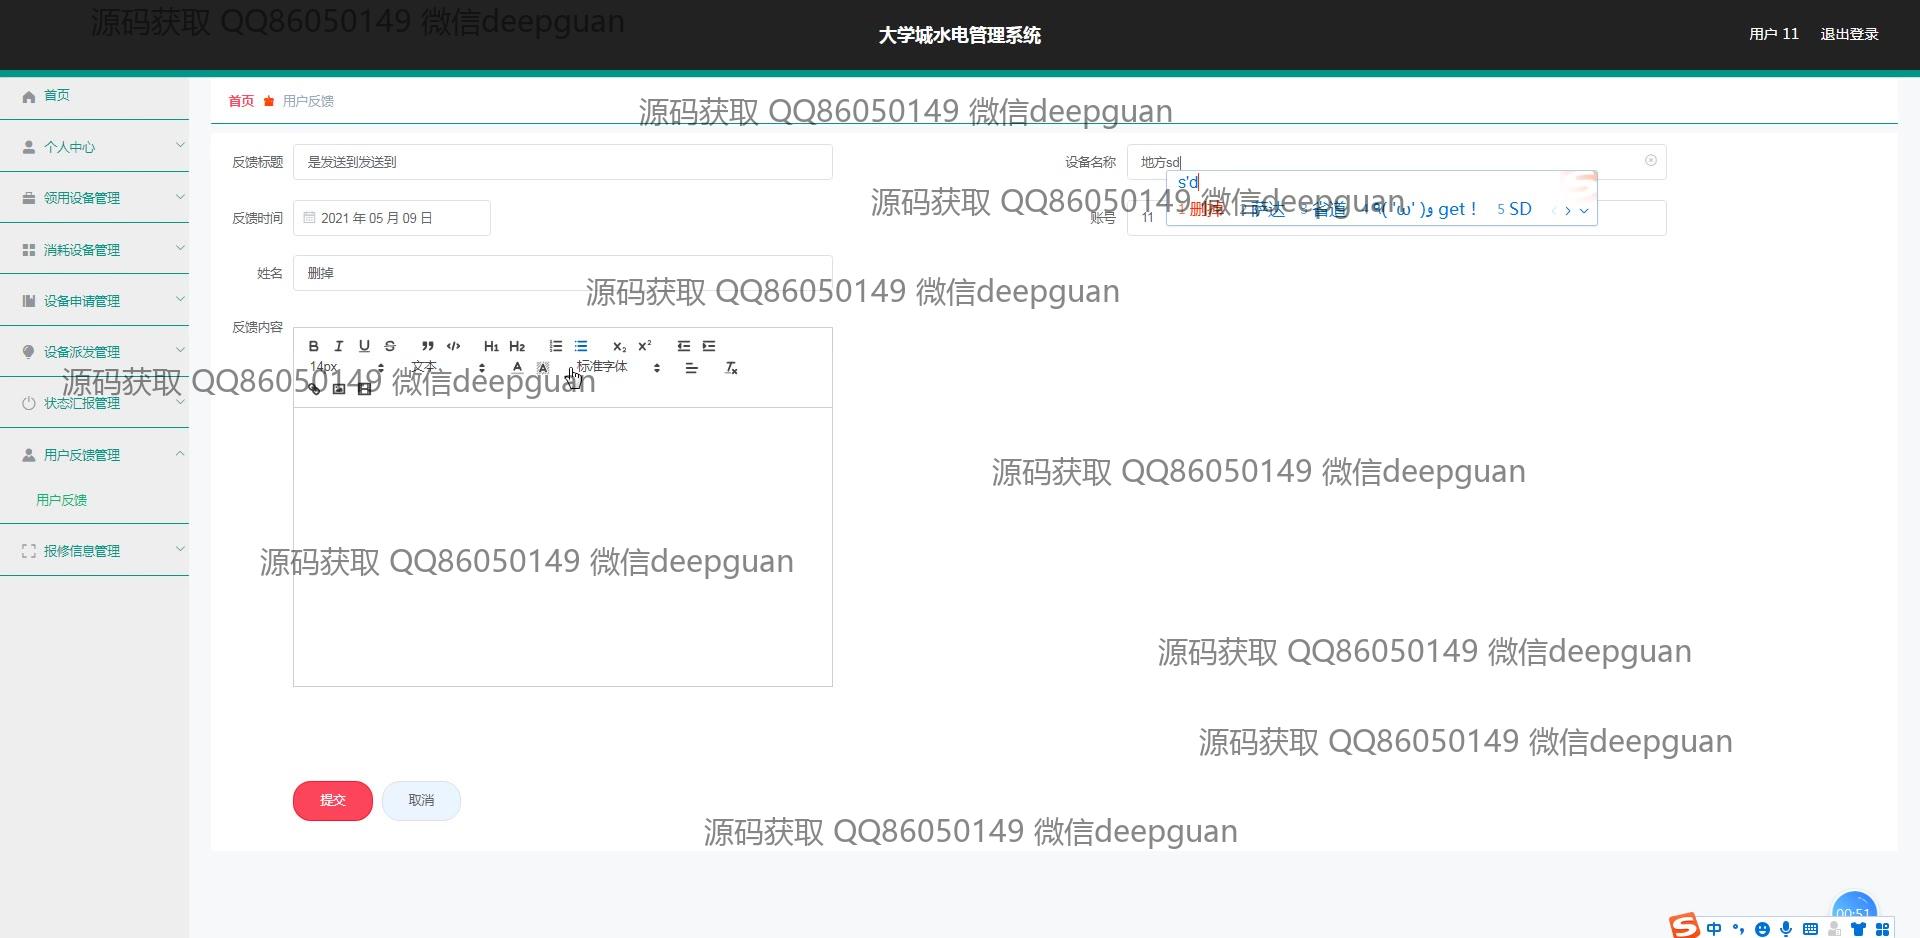 源码获取 QQ86050149 微信deepguan
大学城水电管理系统
用户 11 退出登录
首页
首页 用户反馈
源码获取 QQ86050149 微信deepguan
个人中心
反馈标题 是发送到发送到
设备名称 地方sd
s'd
领用设备管理
源码获取 QQ86050149 微信deepguan
1 删掉 2 萨达 3 省道 4 get！ 5 SD
反馈时间 2021 年 05 月 09 日
账号 11
消耗设备管理
姓名 删掉
源码获取 QQ86050149 微信deepguan
设备申请管理
反馈内容
B I U S H1 H2 X2 X2
设备派发管理
14px 文本 A A 标准字体 Tx
源码获取 QQ86050149 微信deepguan
状态汇报管理
用户反馈管理
源码获取 QQ86050149 微信deepguan
用户反馈
报修信息管理
源码获取 QQ86050149 微信deepguan
源码获取 QQ86050149 微信deepguan
源码获取 QQ86050149 微信deepguan
提交 取消
源码获取 QQ86050149 微信deepguan
00:51
S 中